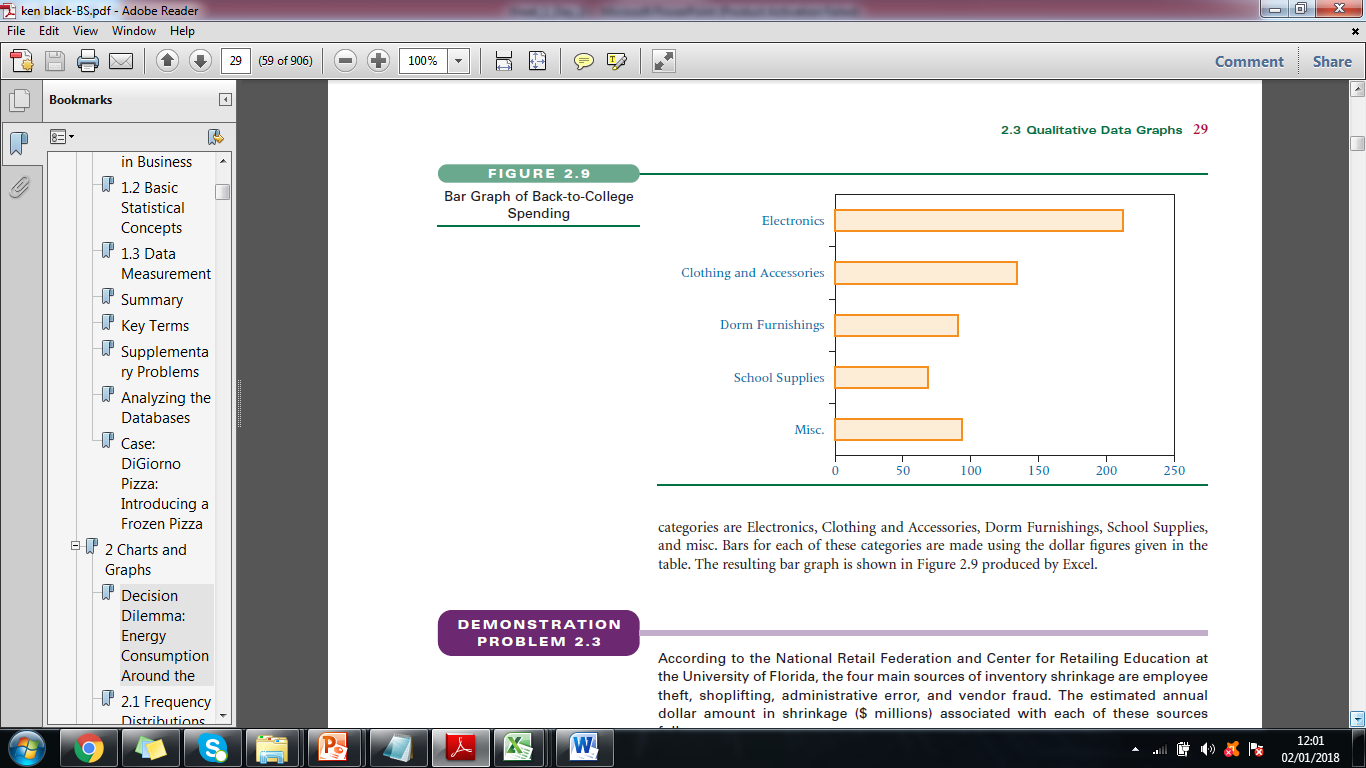 ken black-BS.pdf - Adobe Reader
File Edit View Window Help
29 (59 of 906) 100% Comment Share
Bookmarks
in Business
1.2 Basic
Statistical
Concepts
1.3 Data
Measurement
Summary
Key Terms
Supplementa
ry Problems
Analyzing the
Databases
Case:
DiGiorno
Pizza:
Introducing a
Frozen Pizza
2 Charts and
Graphs
Decision
Dilemma:
Energy
Consumption
Around the
2.1 Frequency
Distributions
2.3 Qualitative Data Graphs 29
FIGURE 2.9
Bar Graph of Back-to-College
Spending
Electronics
Clothing and Accessories
Dorm Furnishings
School Supplies
Misc.
0 50 100 150 200 250
categories are Electronics, Clothing and Accessories, Dorm Furnishings, School Supplies,
and misc. Bars for each of these categories are made using the dollar figures given in the
table. The resulting bar graph is shown in Figure 2.9 produced by Excel.
DEMONSTRATION
PROBLEM 2.3
According to the National Retail Federation and Center for Retailing Education at
the University of Florida, the four main sources of inventory shrinkage are employee
theft, shoplifting, administrative error, and vendor fraud. The estimated annual
dollar amount in shrinkage ($ millions) associated with each of these sources
12:01
02/01/2018